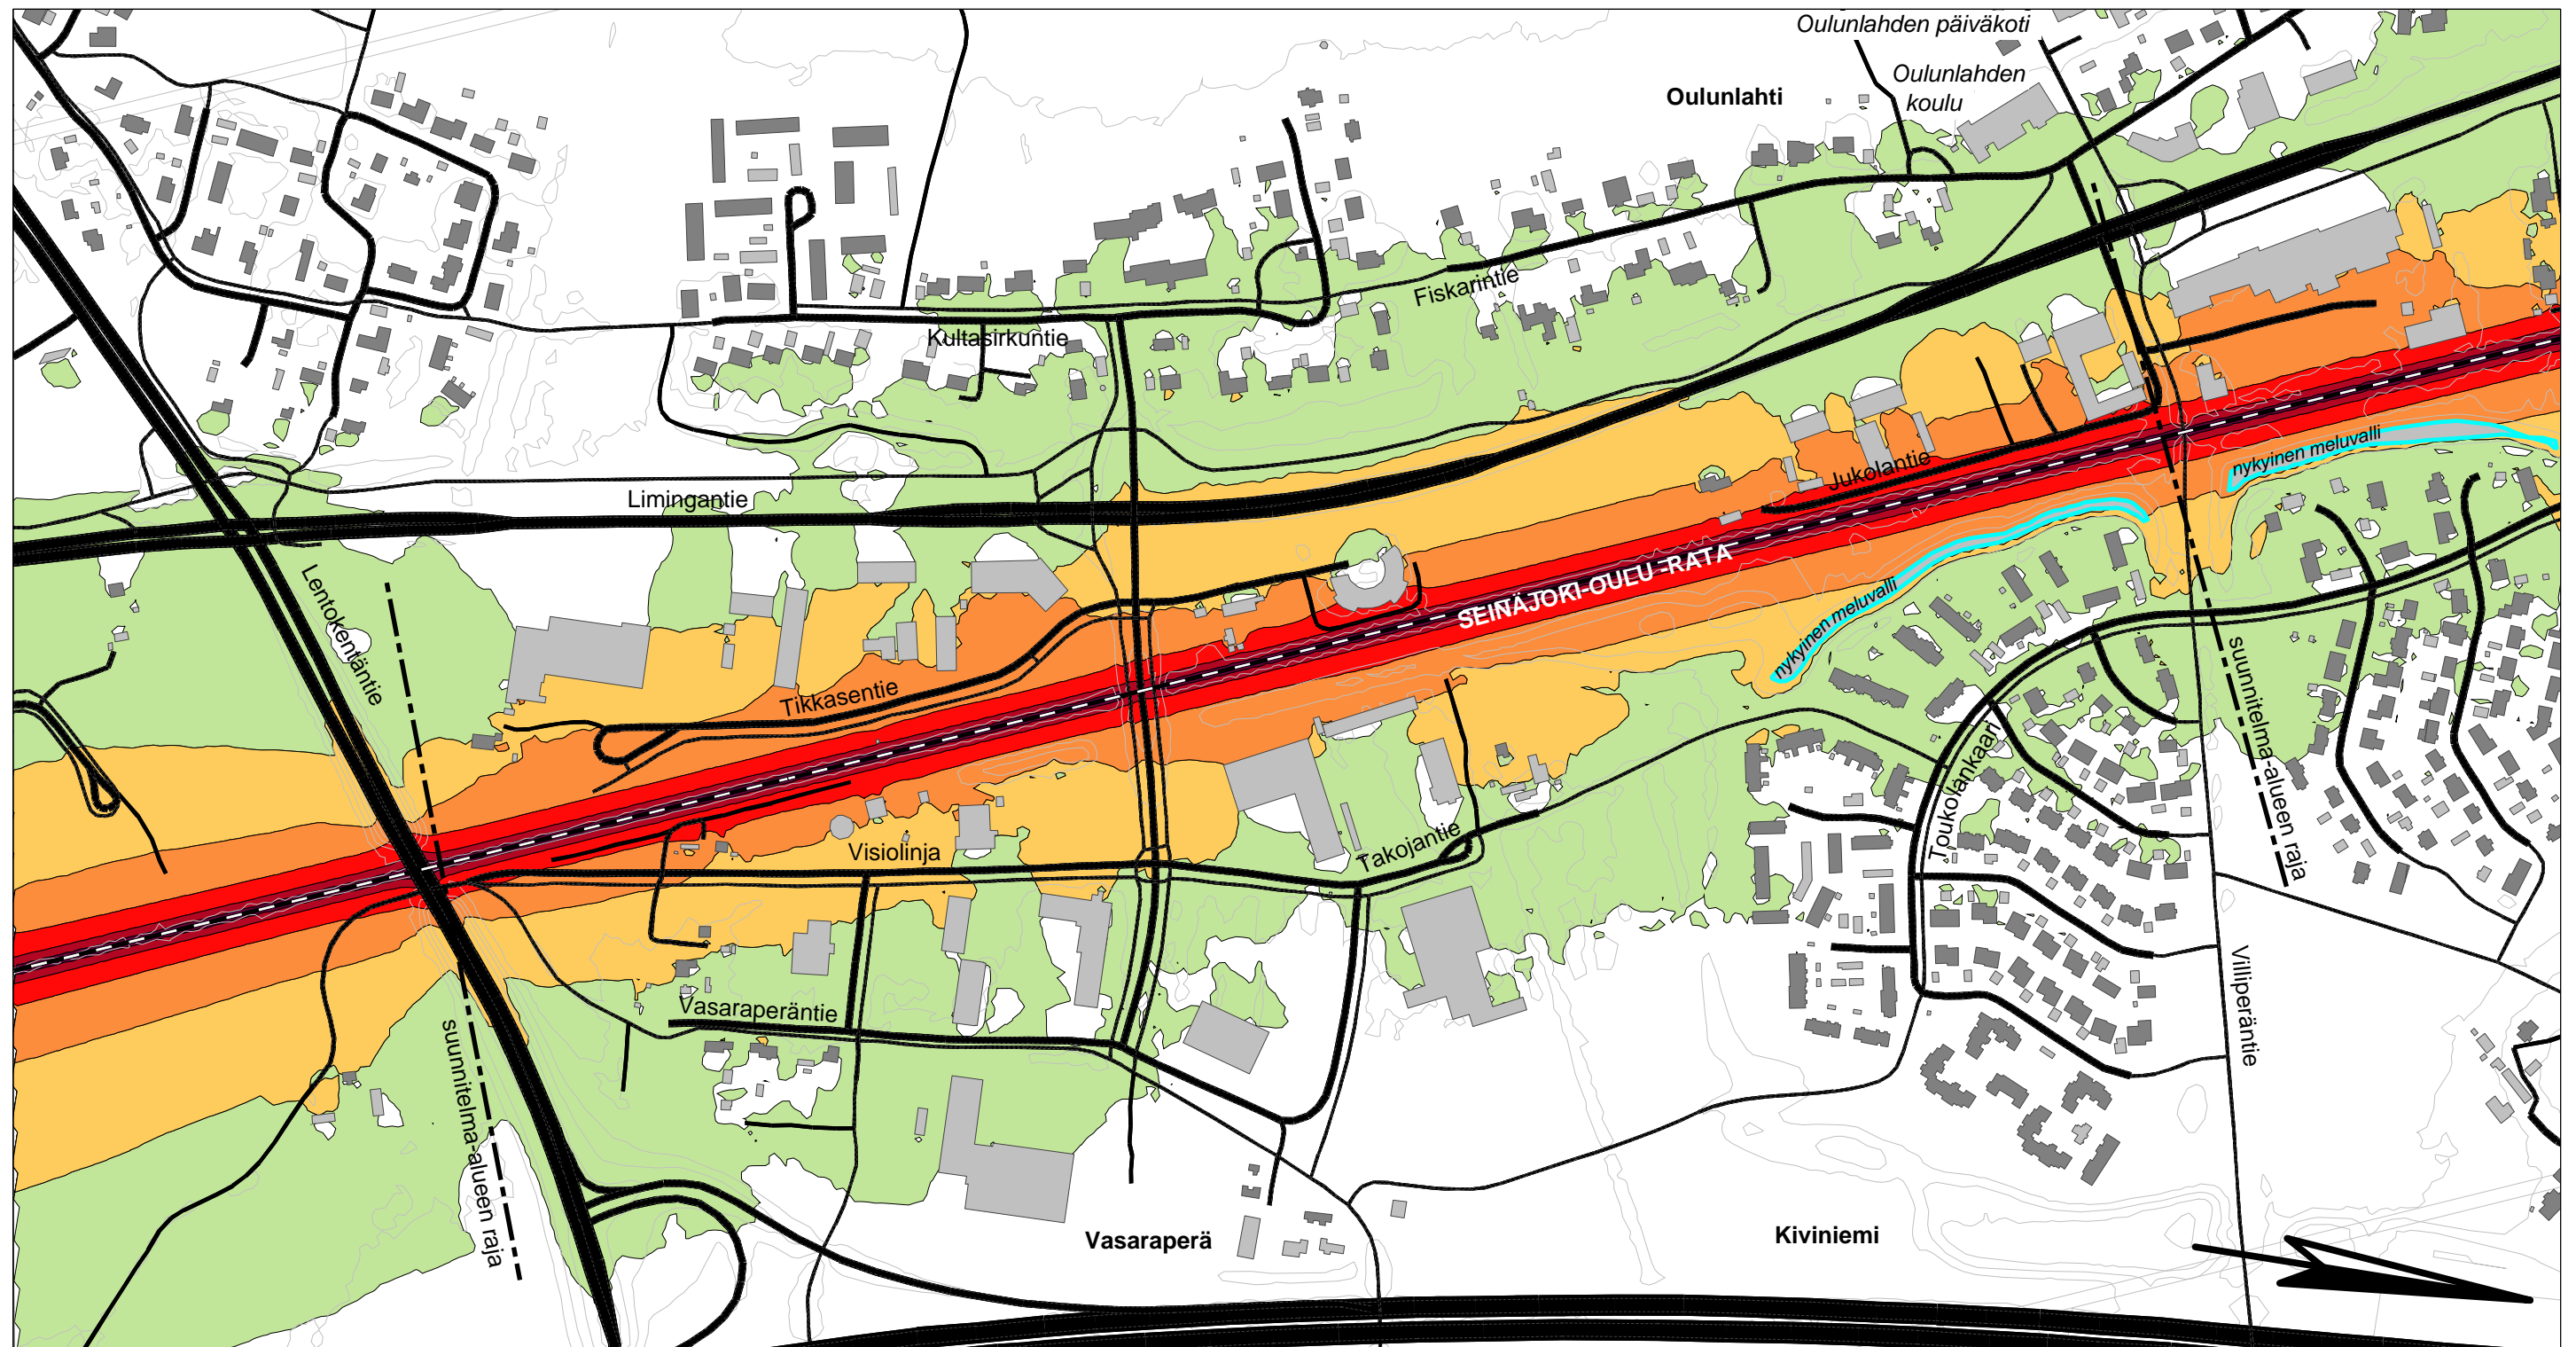 Oulunlahden päiväkoti
Oulunlahden
koulu
Oulunlahti
Fiskarintie
Kultasirkuntie
Limingantie
Jukolantie
nykyinen meluvalli
nykyinen meluvalli
SEINÄJOKI-OULU -RATA
Lentokentäntie
Tikkasentie
suunnitelma-alueen raja
Toukolankaari
Visiolinja
Takojantie
Vasaraperäntie
Villiperäntie
suunnitelma-alueen raja
Vasaraperä
Kiviniemi